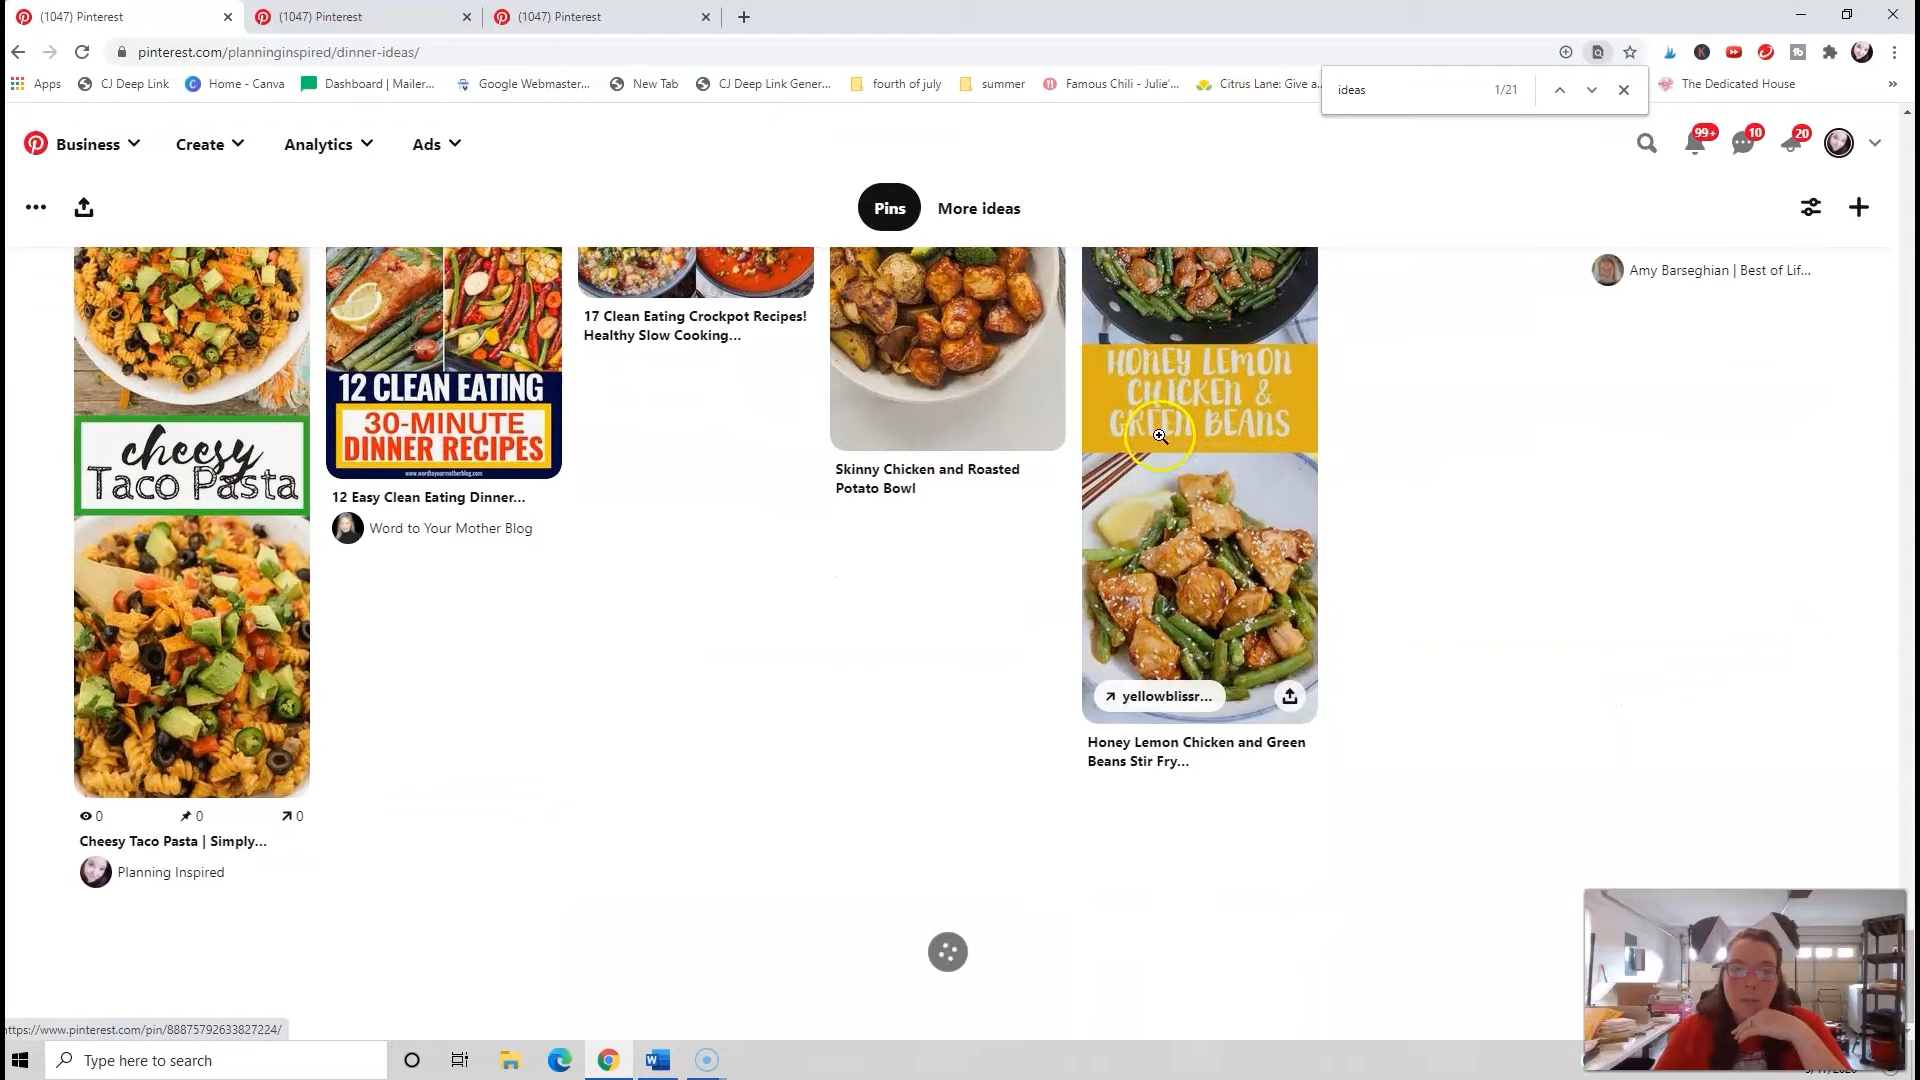 (1047) Pinterest
(1047) Pinterest
(1047) Pinterest
pinterest.com/planninginspired/dinner-ideas/
Apps
CJ Deep Link
Home - Canva
Dashboard | Mailer...
Google Webmaster...
New Tab
CJ Deep Link Gener...
fourth of july
summer
Famous Chili - Julie'...
Citrus Lane: Give a...
The Dedicated House
»
ideas
1/21
Business
Create
Analytics
Ads
99+
10
20
Pins
More ideas
Amy Barseghian | Best of Lif...
cheesy
Taco Pasta
0
0
0
Cheesy Taco Pasta | Simply...
Planning Inspired
12 CLEAN EATING
30-MINUTE
DINNER RECIPES
www.wordtoyourmotherblog.com
12 Easy Clean Eating Dinner...
Word to Your Mother Blog
17 Clean Eating Crockpot Recipes!
Healthy Slow Cooking...
Skinny Chicken and Roasted
Potato Bowl
HONEY LEMON
CHICKEN &
GREEN BEANS
yellowblissr...
Honey Lemon Chicken and Green
Beans Stir Fry...
https://www.pinterest.com/pin/88875792633827224/
Type here to search